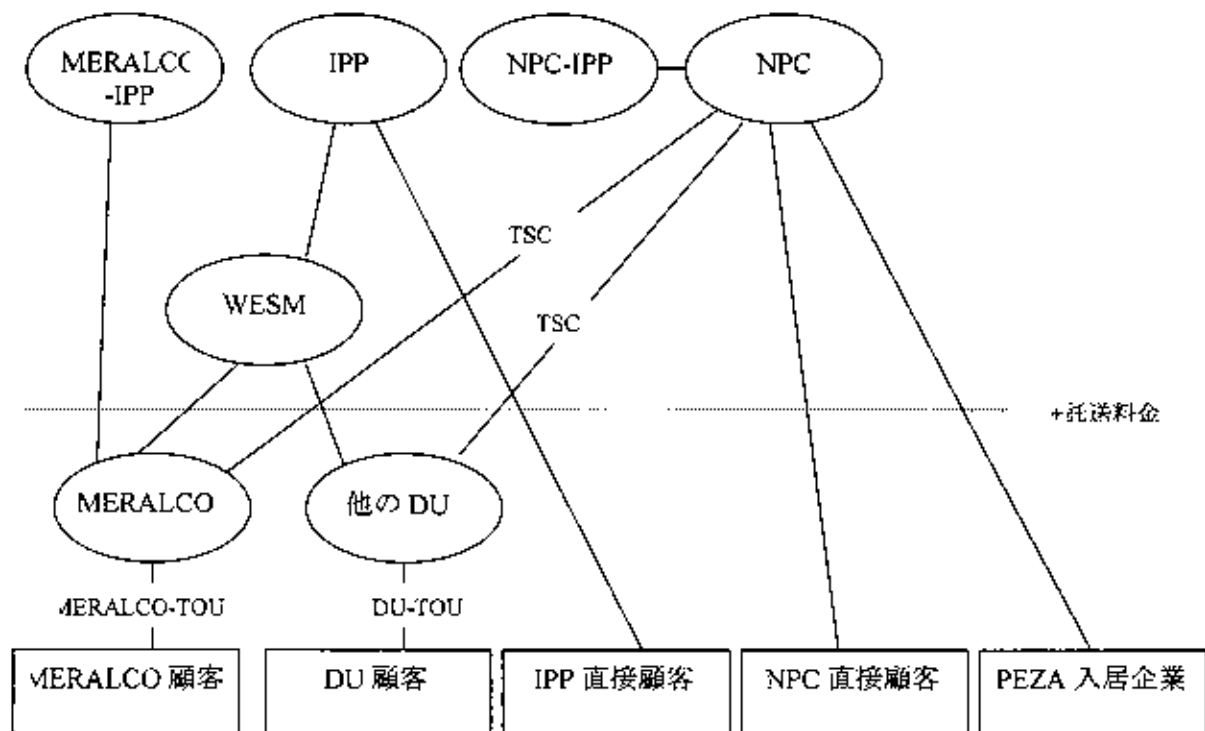 MERALCO
-IPP
IPP
NPC-IPP
NPC
TSC
WESM
TSC
+託送料金
MERALCO
他の DU
MERALCO-TOU
DU-TOU
MERALCO 顧客
DU 顧客
IPP 直接顧客
NPC 直接顧客
PEZA 入居企業